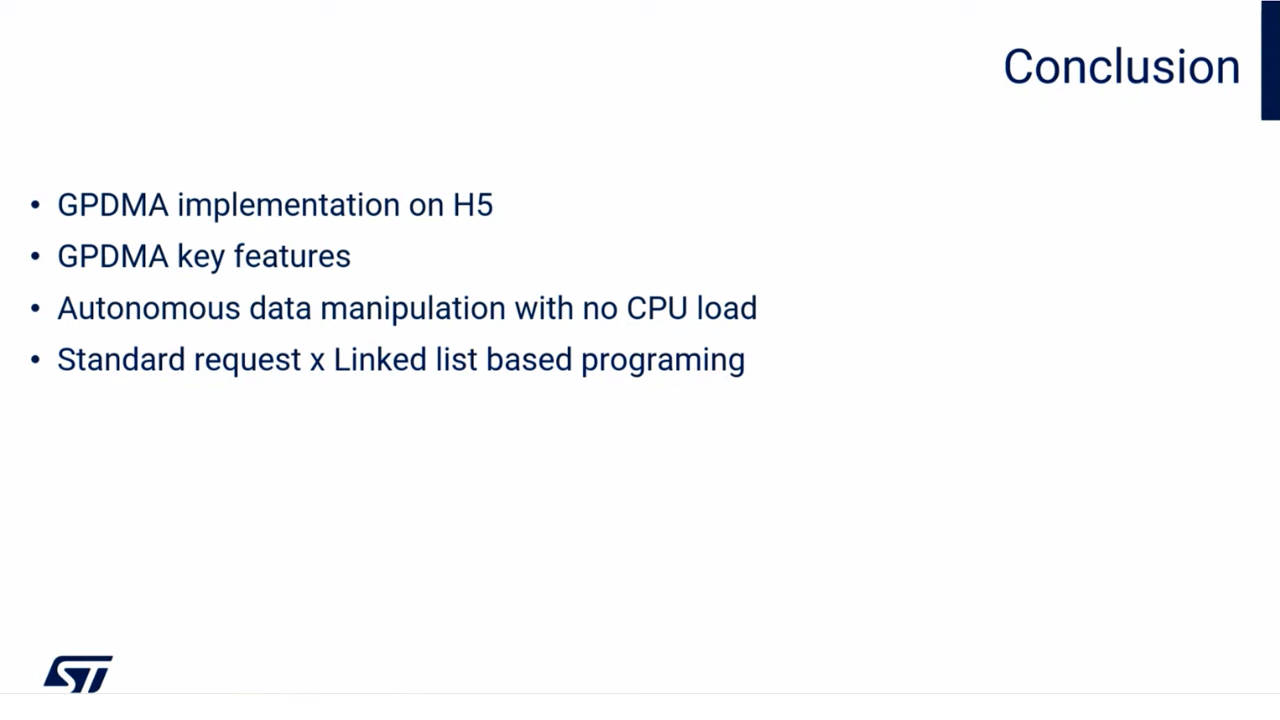 Conclusion
• GPDMA implementation on H5
• GPDMA key features
• Autonomous data manipulation with no CPU load
• Standard request x Linked list based programing
ST